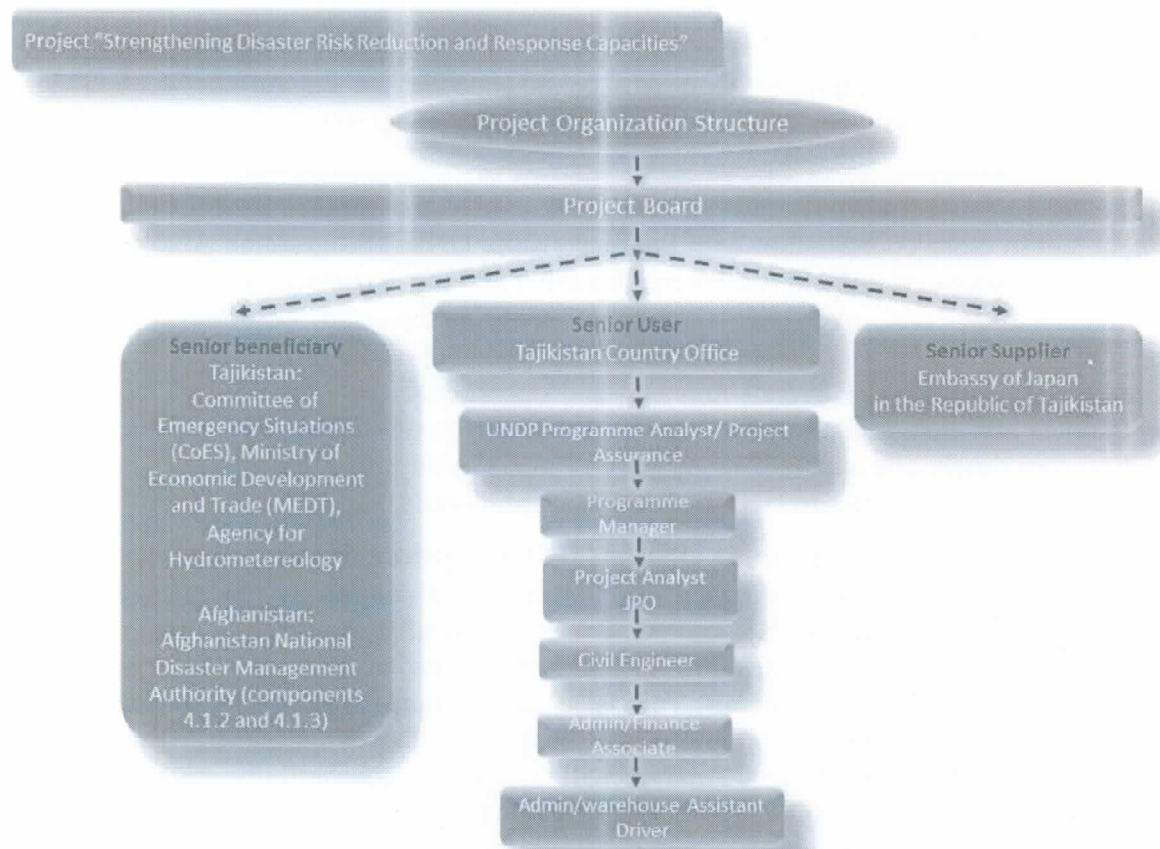 Project "Strengthening Disaster Risk Reduction and Response Capacities"
Project Organization Structure
Project Board
Senior beneficiary
Tajikistan:
Committee of
Emergency Situations
(CoES), Ministry of
Economic Development
and Trade (MEDT),
Agency for
Hydrometereology
Afghanistan:
Afghanistan National
Disaster Management
Authority (components
4.1.2 and 4.1.3)
Senior User
Tajikistan Country Office
UNDP Programme Analyst/ Project
Assurance
Programme
Manager
Project Analyst
JPO
Civil Engineer
Admin/Finance
Associate
Admin/warehouse Assistant
Driver
Senior Supplier
Embassy of Japan
in the Republic of Tajikistan